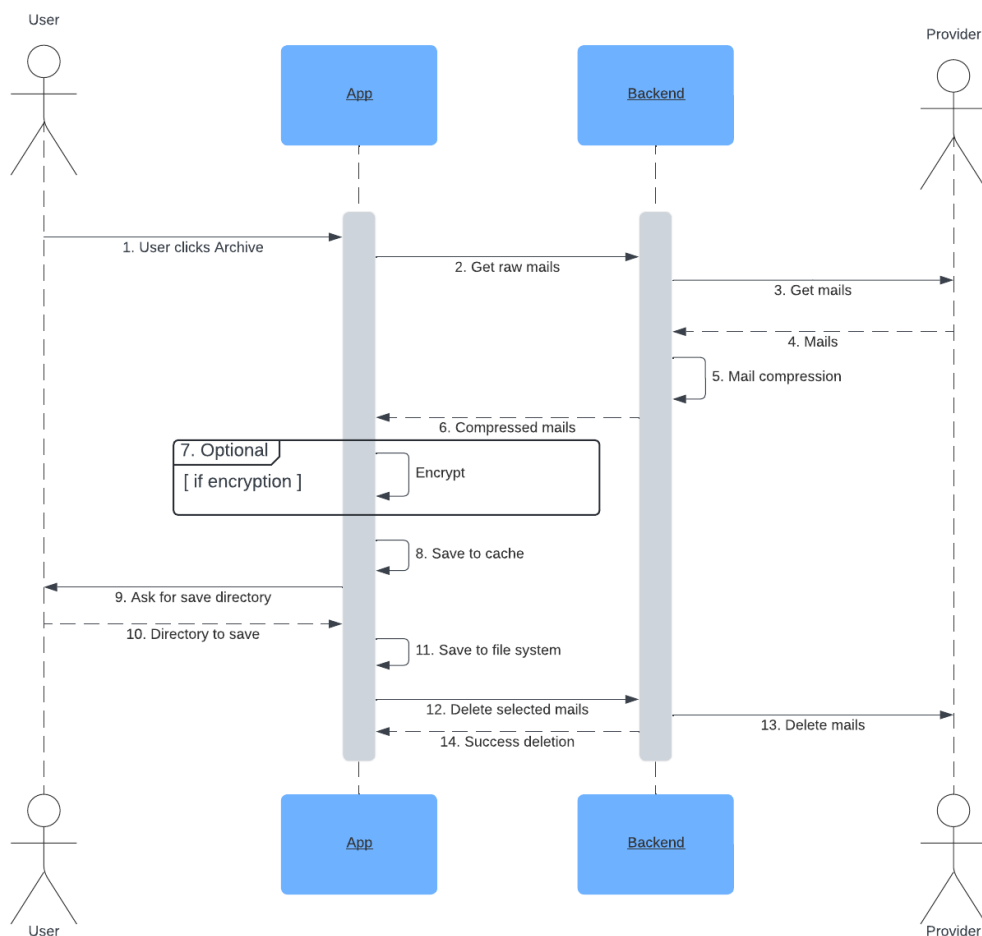 User
Provider
App
Backend
1. User clicks Archive
2. Get raw mails
3. Get mails
4. Mails
5. Mail compression
6. Compressed mails
7. Optional
[ if encryption ]
Encrypt
8. Save to cache
9. Ask for save directory
10. Directory to save
11. Save to file system
12. Delete selected mails
13. Delete mails
14. Success deletion
App
Backend
User
Provider